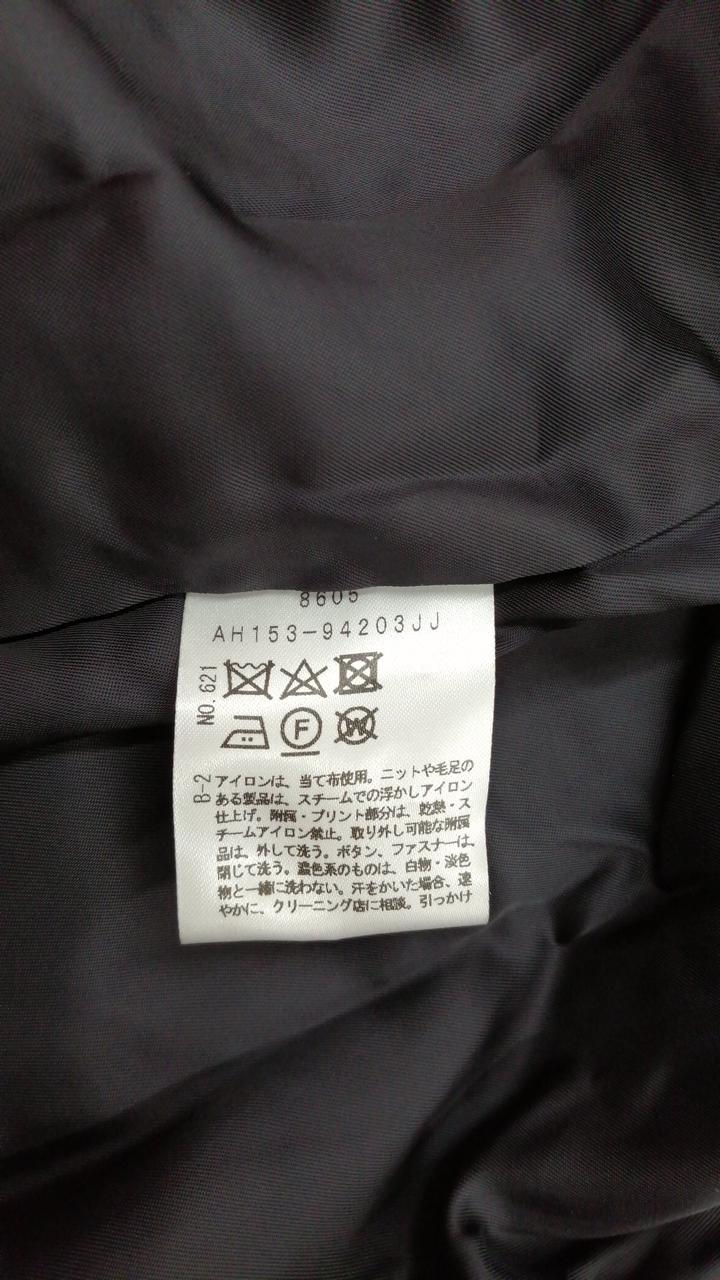 8605
AH153-94203JJ
NO.621
F
W
B-2
アイロンは、当て布使用。ニットや毛足の
ある製品は、スチームでの浮かしアイロン
仕上げ。附属・プリント部分は、乾熱・ス
チームアイロン禁止。取り外し可能な附属
品は、外して洗う。ボタン、ファスナーは、
閉じて洗う。濃色系のものは、白物・淡色
物と一緒に洗わない。汗をかいた場合、速
やかに、クリーニング店に相談。引っかけ